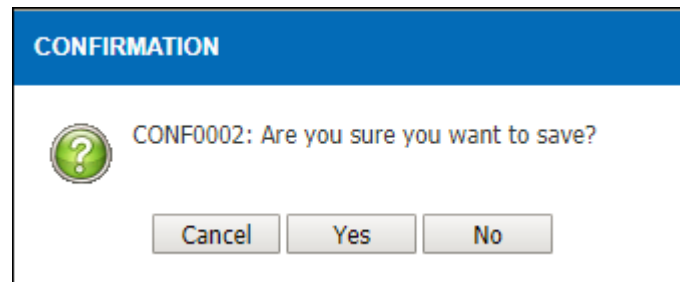 CONFIRMATION
CONF0002: Are you sure you want to save?
Cancel Yes No